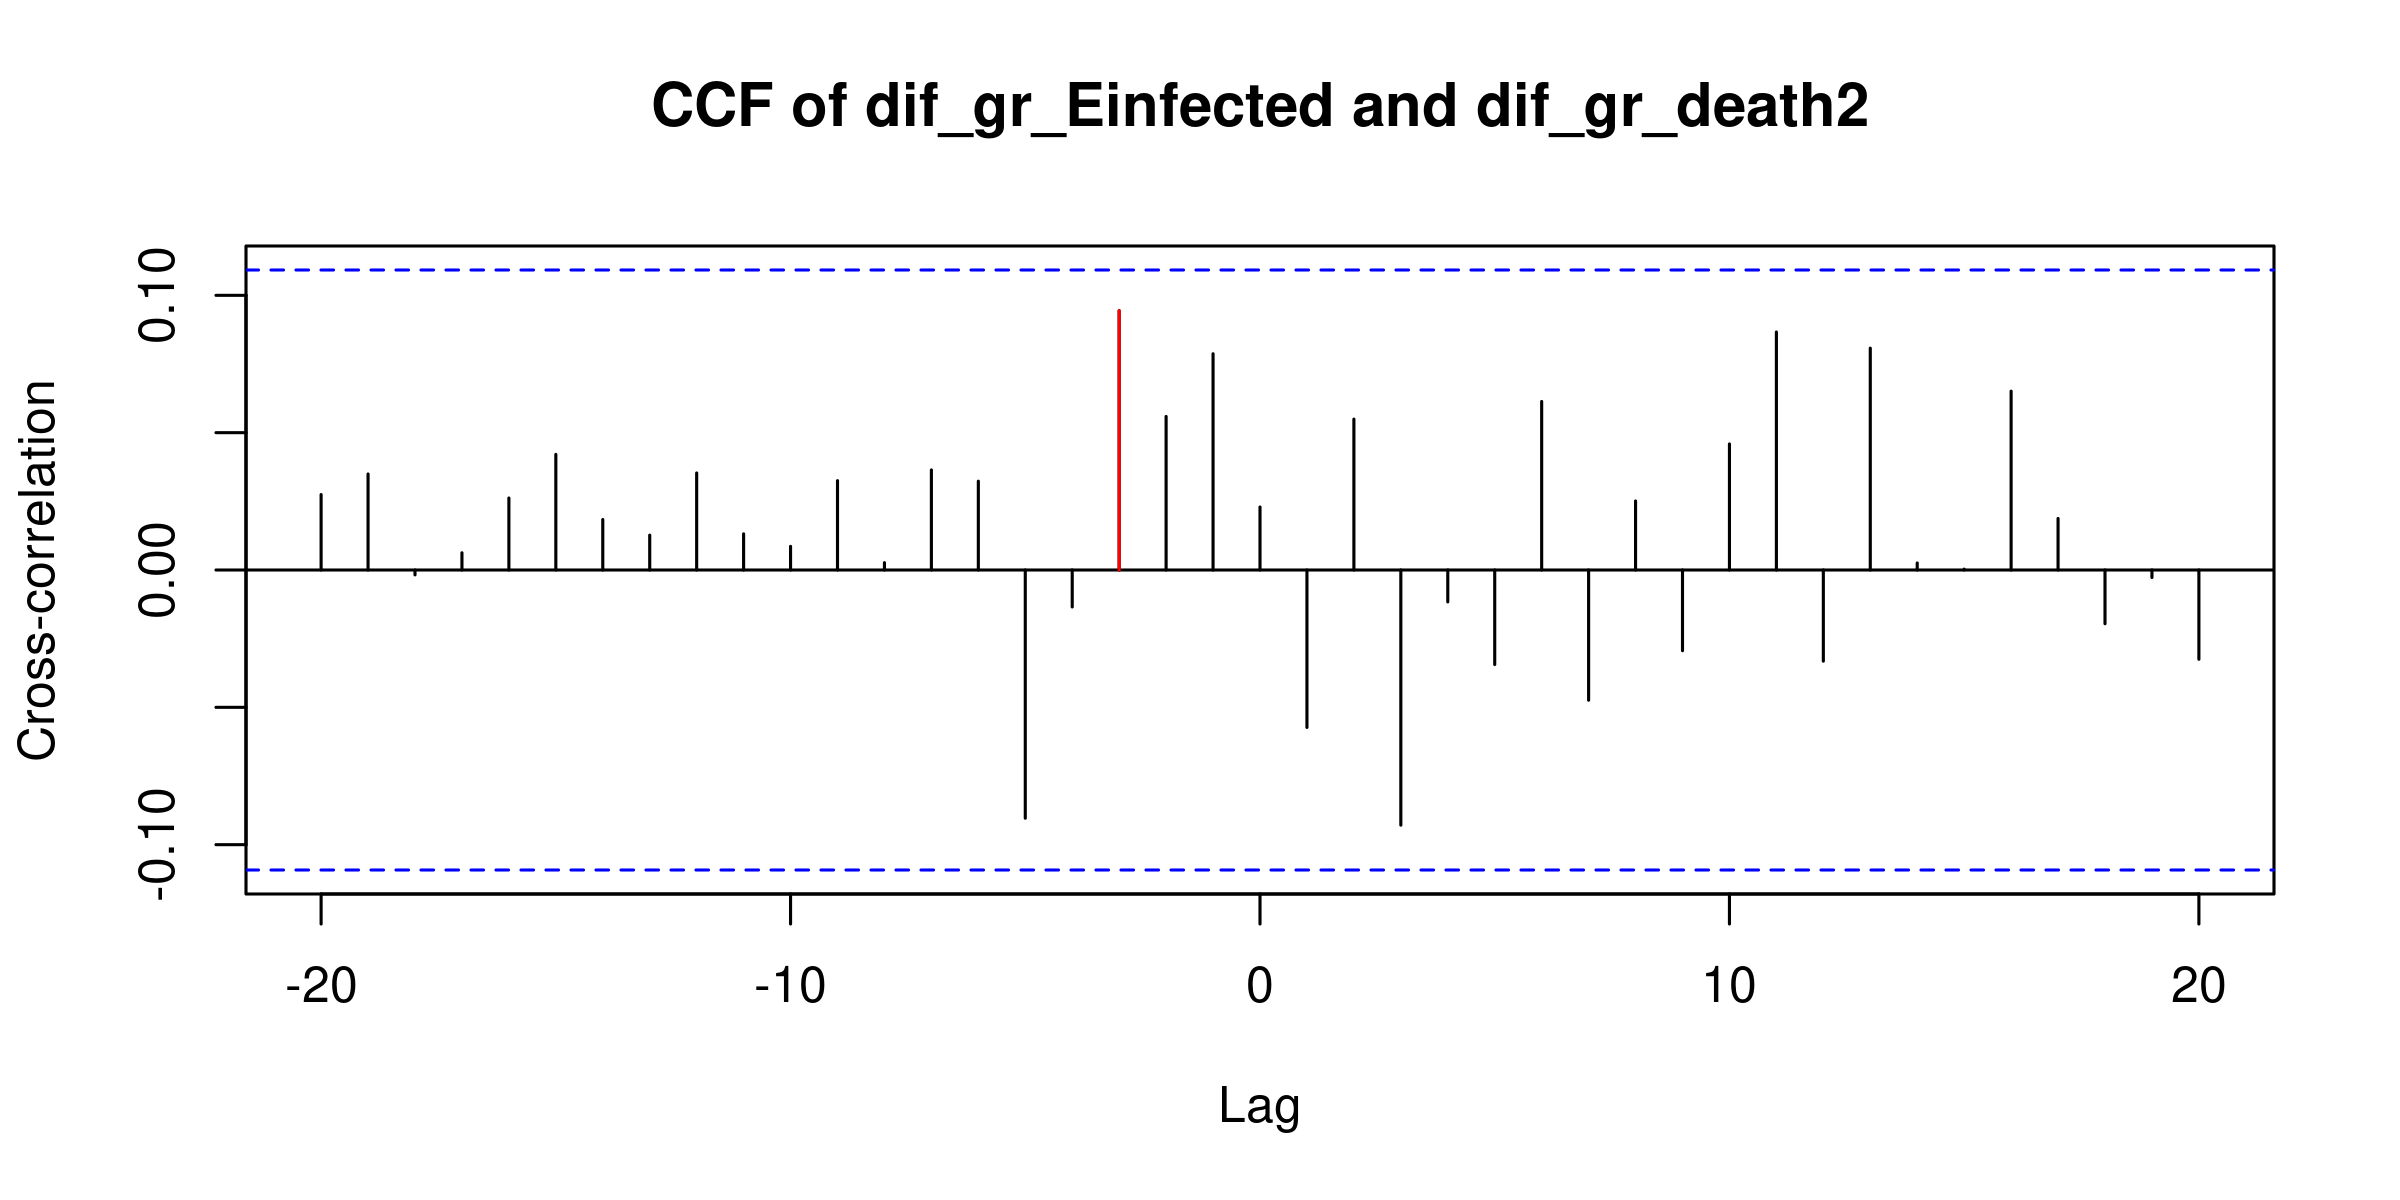 CCF of dif_gr_Einfected and dif_gr_death2
Cross-correlation
0.10
0.00
-0.10
-20 -10 0 10 20
Lag